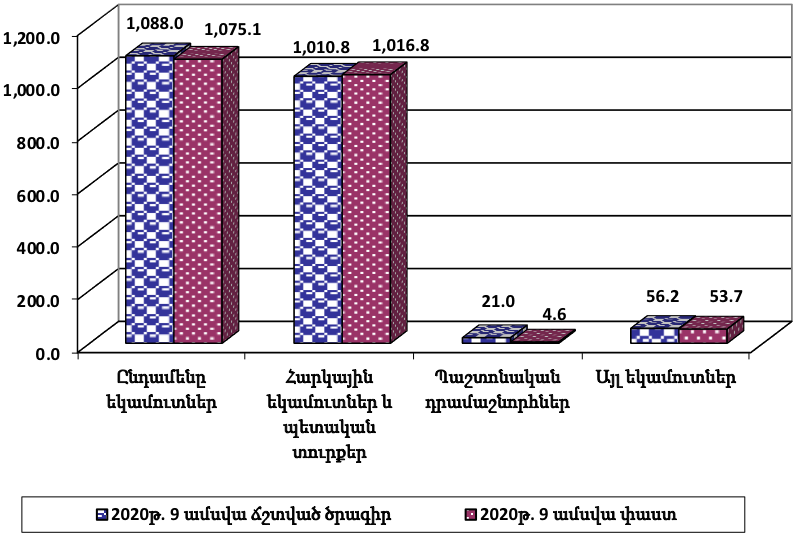 1,088.0
1,075.1
1,010.8
1,016.8
21.0
4.6
56.2
53.7
1,200.0
1,000.0
800.0
600.0
400.0
200.0
0.0
Ընդամենը
եկամուտներ
Հարկային
եկամուտներ և
պետական
տուրքեր
Պաշտոնական
դրամաշնորհներ
Այլ եկամուտներ
2020թ. 9 ամսվա ճշտված ծրագիր
2020թ. 9 ամսվա փաստ